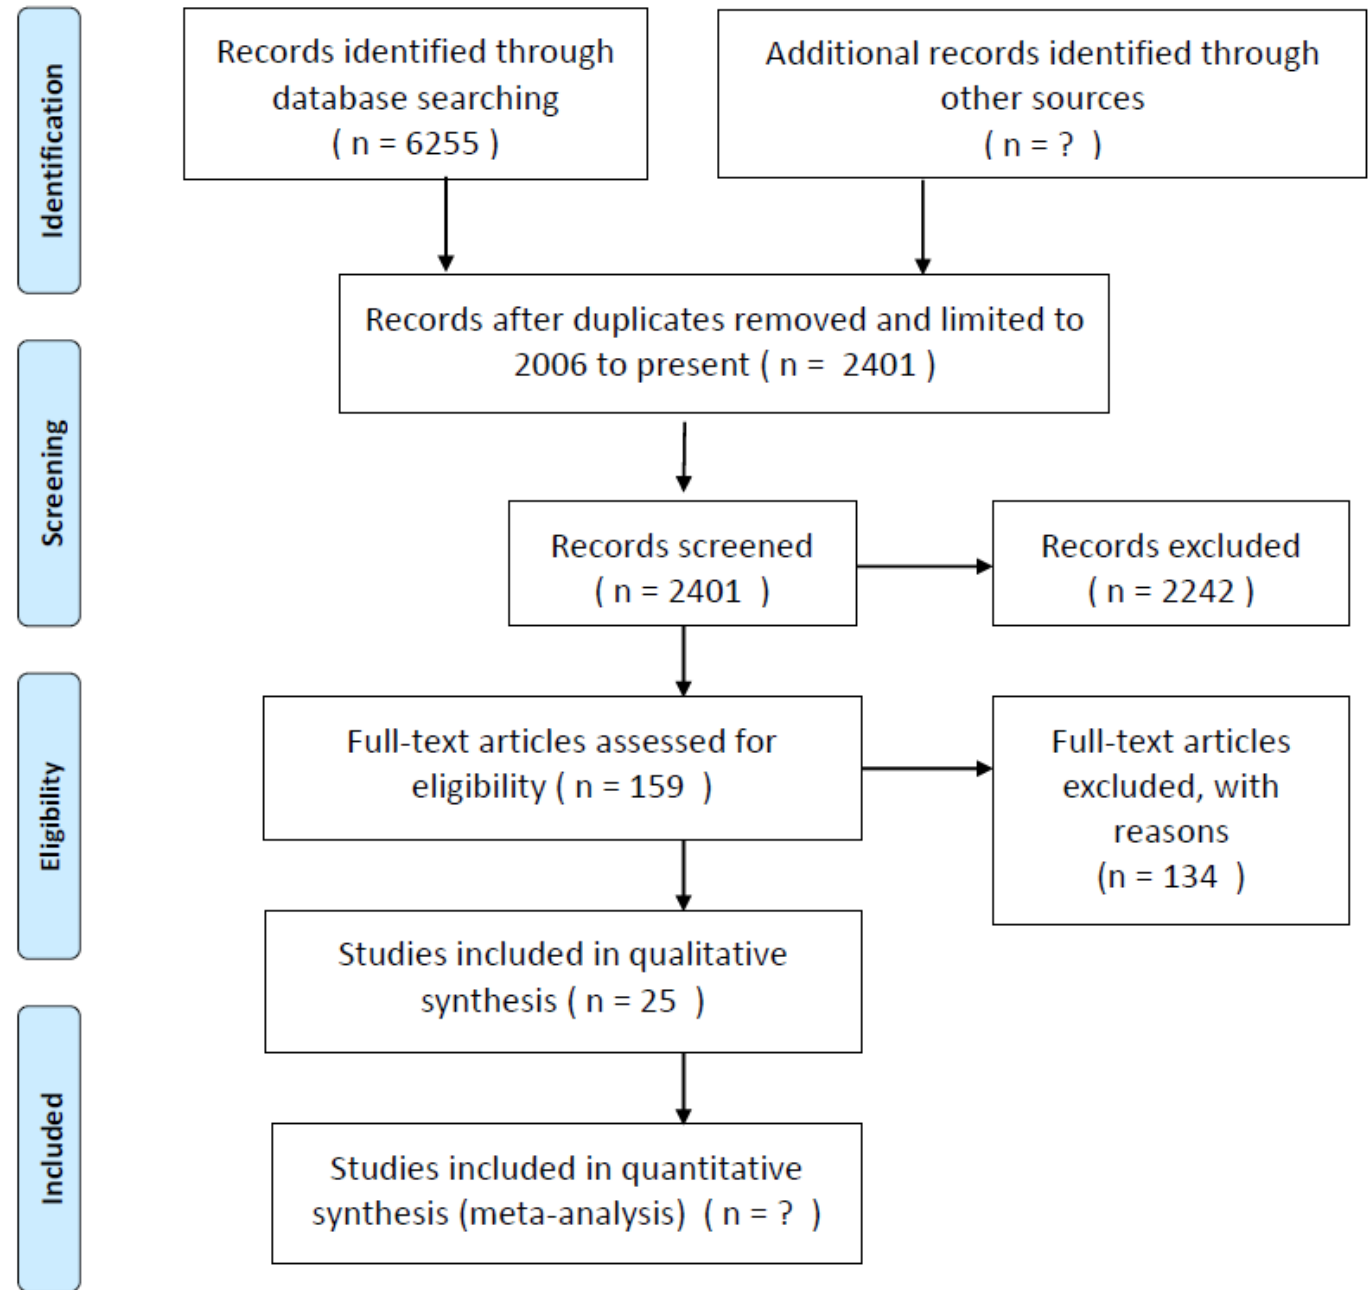 Identification
Records identified through
database searching
( n = 6255 )
Additional records identified through
other sources
( n = ? )
Records after duplicates removed and limited to
2006 to present ( n = 2401 )
Screening
Records screened
( n = 2401 )
Records excluded
( n = 2242 )
Eligibility
Full-text articles assessed for
eligibility ( n = 159 )
Full-text articles
excluded, with
reasons
(n = 134 )
Studies included in qualitative
synthesis ( n = 25 )
Included
Studies included in quantitative
synthesis (meta-analysis) ( n = ? )